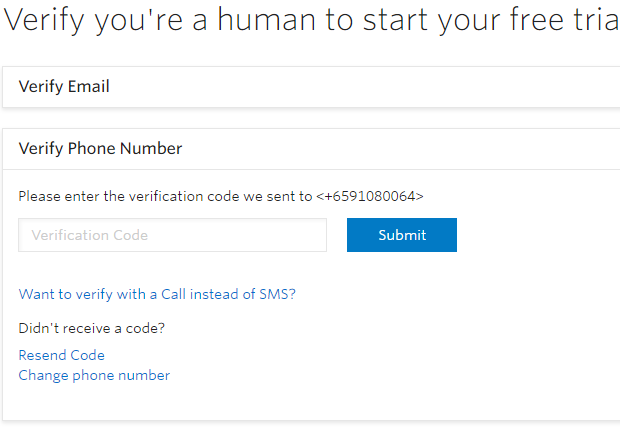 Verify you're a human to start your free tria
Verify Email
Verify Phone Number
Please enter the verification code we sent to <+6591080064>
Verification Code
Submit
Want to verify with a Call instead of SMS?
Didn't receive a code?
Resend Code
Change phone number